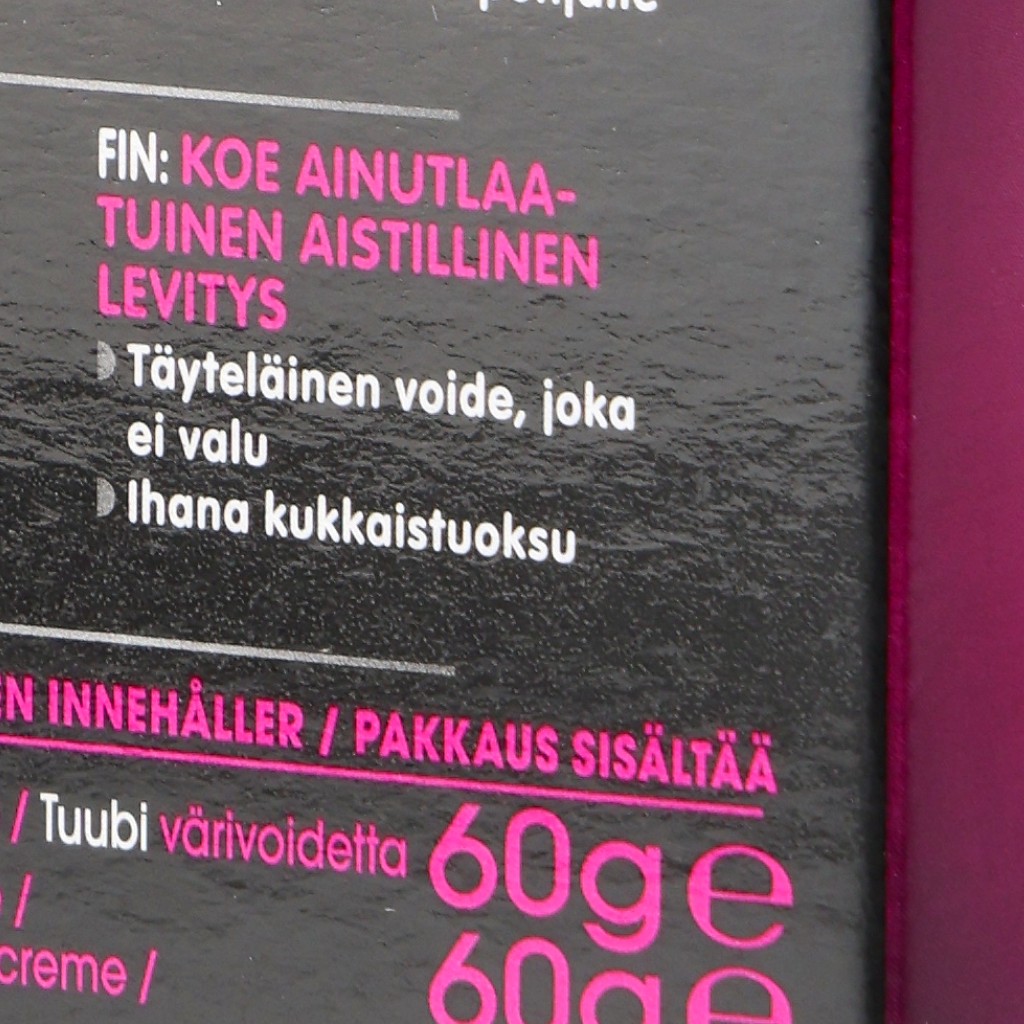 FIN: KOE AINUTLAA-
TUINEN AISTILLINEN
LEVITYS
Täyteläinen voide, joka
ei valu
Ihana kukkaistuoksu
EN INNEHÅLLER / PAKKAUS SISÄLTÄÄ
/ Tuubi värivoidetta 60g e
/
creme / 60g e